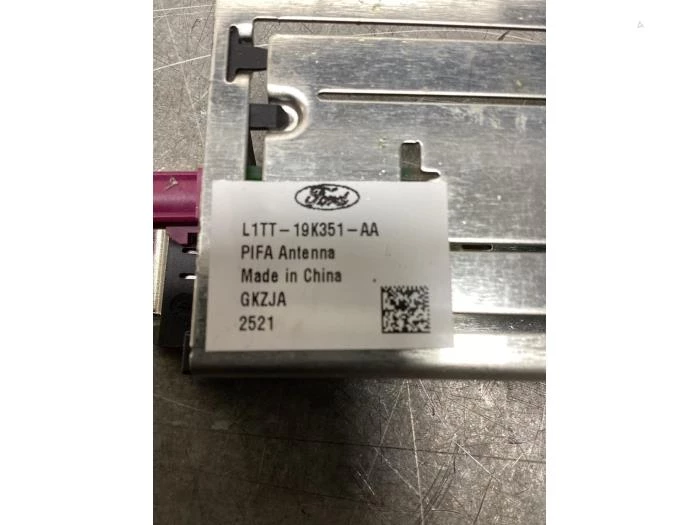 Ford
L1TT-19K351-AA
PIFA Antenna
Made in China
GKZJA
2521